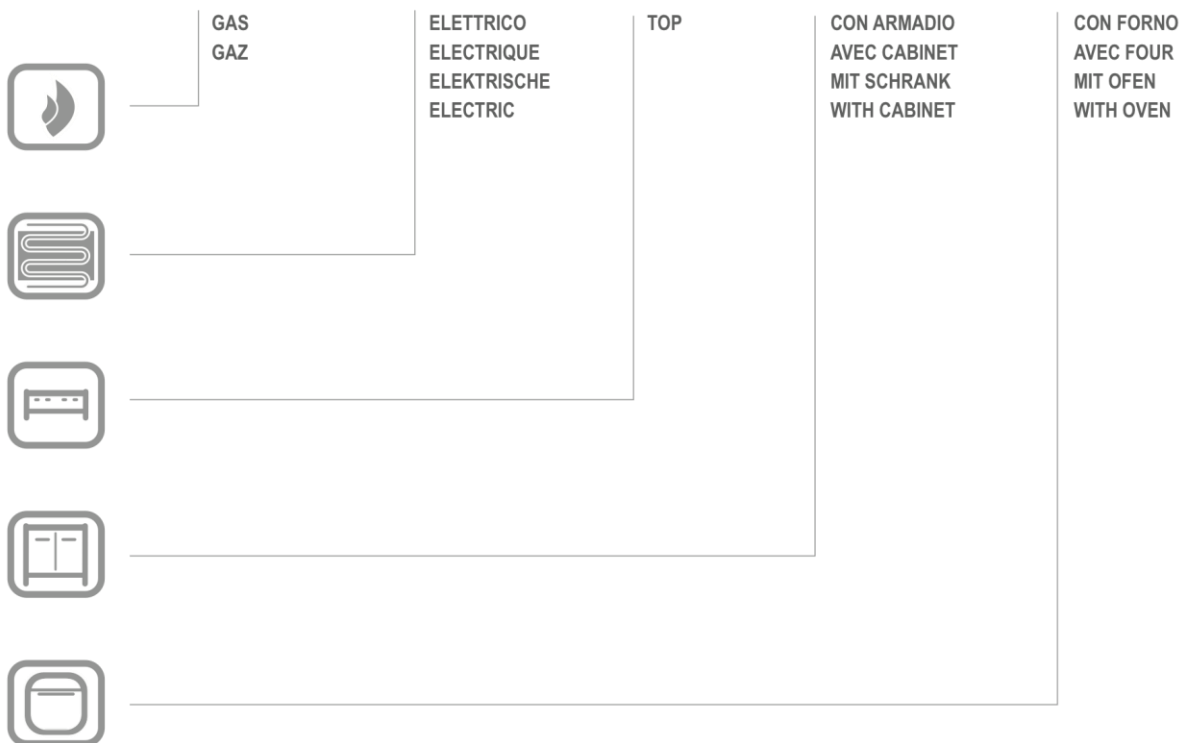 GAS
GAZ
ELETTRICO
ELECTRIQUE
ELEKTRISCHE
ELECTRIC
TOP
CON ARMADIO
AVEC CABINET
MIT SCHRANK
WITH CABINET
CON FORNO
AVEC FOUR
MIT OFEN
WITH OVEN